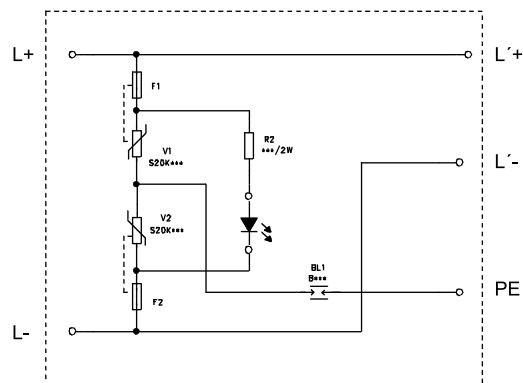 L+
L´+
F1
R2
***/2W
V1
S20K***
L´-
V2
S20K***
BL1
B***
PE
F2
L-